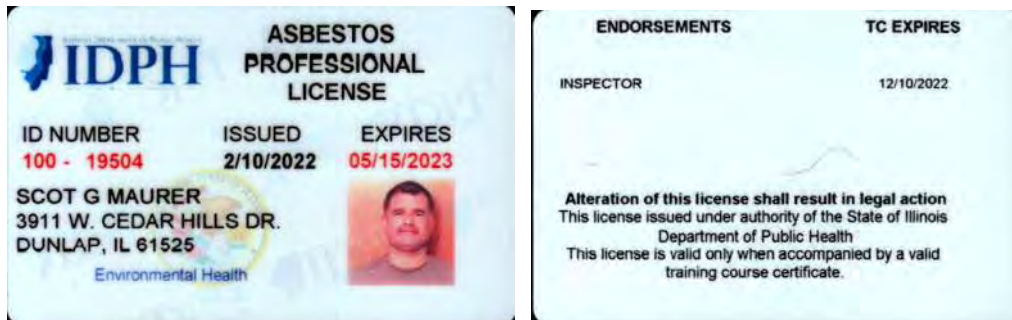 IDPH
ASBESTOS
PROFESSIONAL
LICENSE
ID NUMBER ISSUED EXPIRES
100 - 19504 2/10/2022 05/15/2023
SCOT G MAURER
3911 W. CEDAR HILLS DR.
DUNLAP, IL 61525
Environmental Health
ENDORSEMENTS TC EXPIRES
INSPECTOR 12/10/2022
Alteration of this license shall result in legal action
This license issued under authority of the State of Illinois
Department of Public Health
This license is valid only when accompanied by a valid
training course certificate.